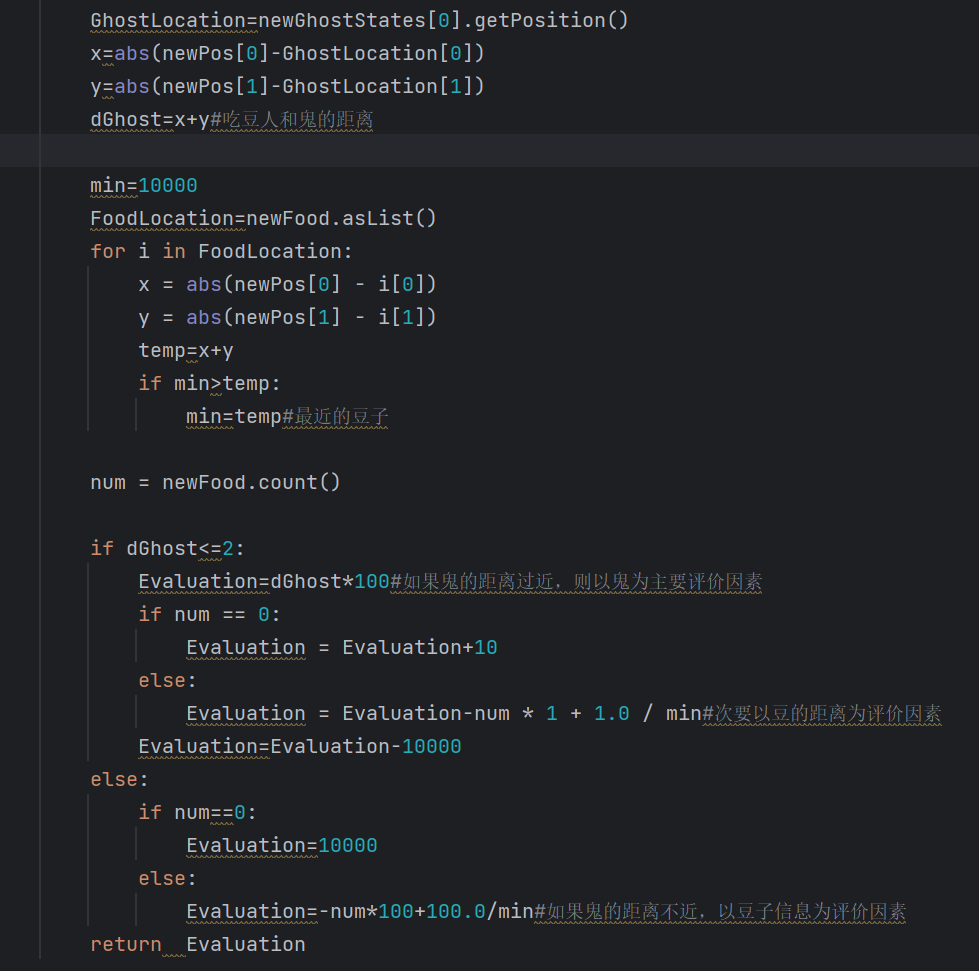 GhostLocation=newGhostStates[0].getPosition()
x=abs(newPos[0]-GhostLocation[0])
y=abs(newPos[1]-GhostLocation[1])
dGhost=x+y#吃豆人和鬼的距离
min=10000
FoodLocation=newFood.asList()
for i in FoodLocation:
    x = abs(newPos[0] - i[0])
    y = abs(newPos[1] - i[1])
    temp=x+y
    if min>temp:
        min=temp#最近的豆子
num = newFood.count()
if dGhost<=2:
    Evaluation=dGhost*100#如果鬼的距离过近，则以鬼为主要评价因素
    if num == 0:
        Evaluation = Evaluation+10
    else:
        Evaluation = Evaluation-num * 1 + 1.0 / min#次要以豆的距离为评价因素
    Evaluation=Evaluation-10000
else:
    if num==0:
        Evaluation=10000
    else:
        Evaluation=-num*100+100.0/min#如果鬼的距离不近，以豆子信息为评价因素
return  Evaluation